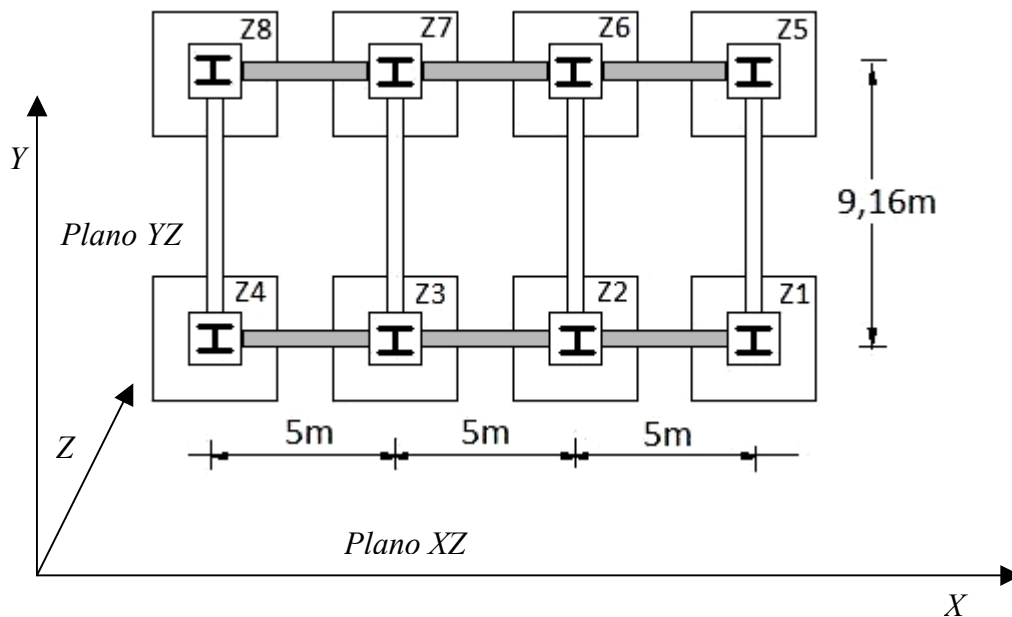 Z8 Z7 Z6 Z5
Y
9,16m
Plano YZ
Z4 Z3 Z2 Z1
Z
5m 5m 5m
Plano XZ
X